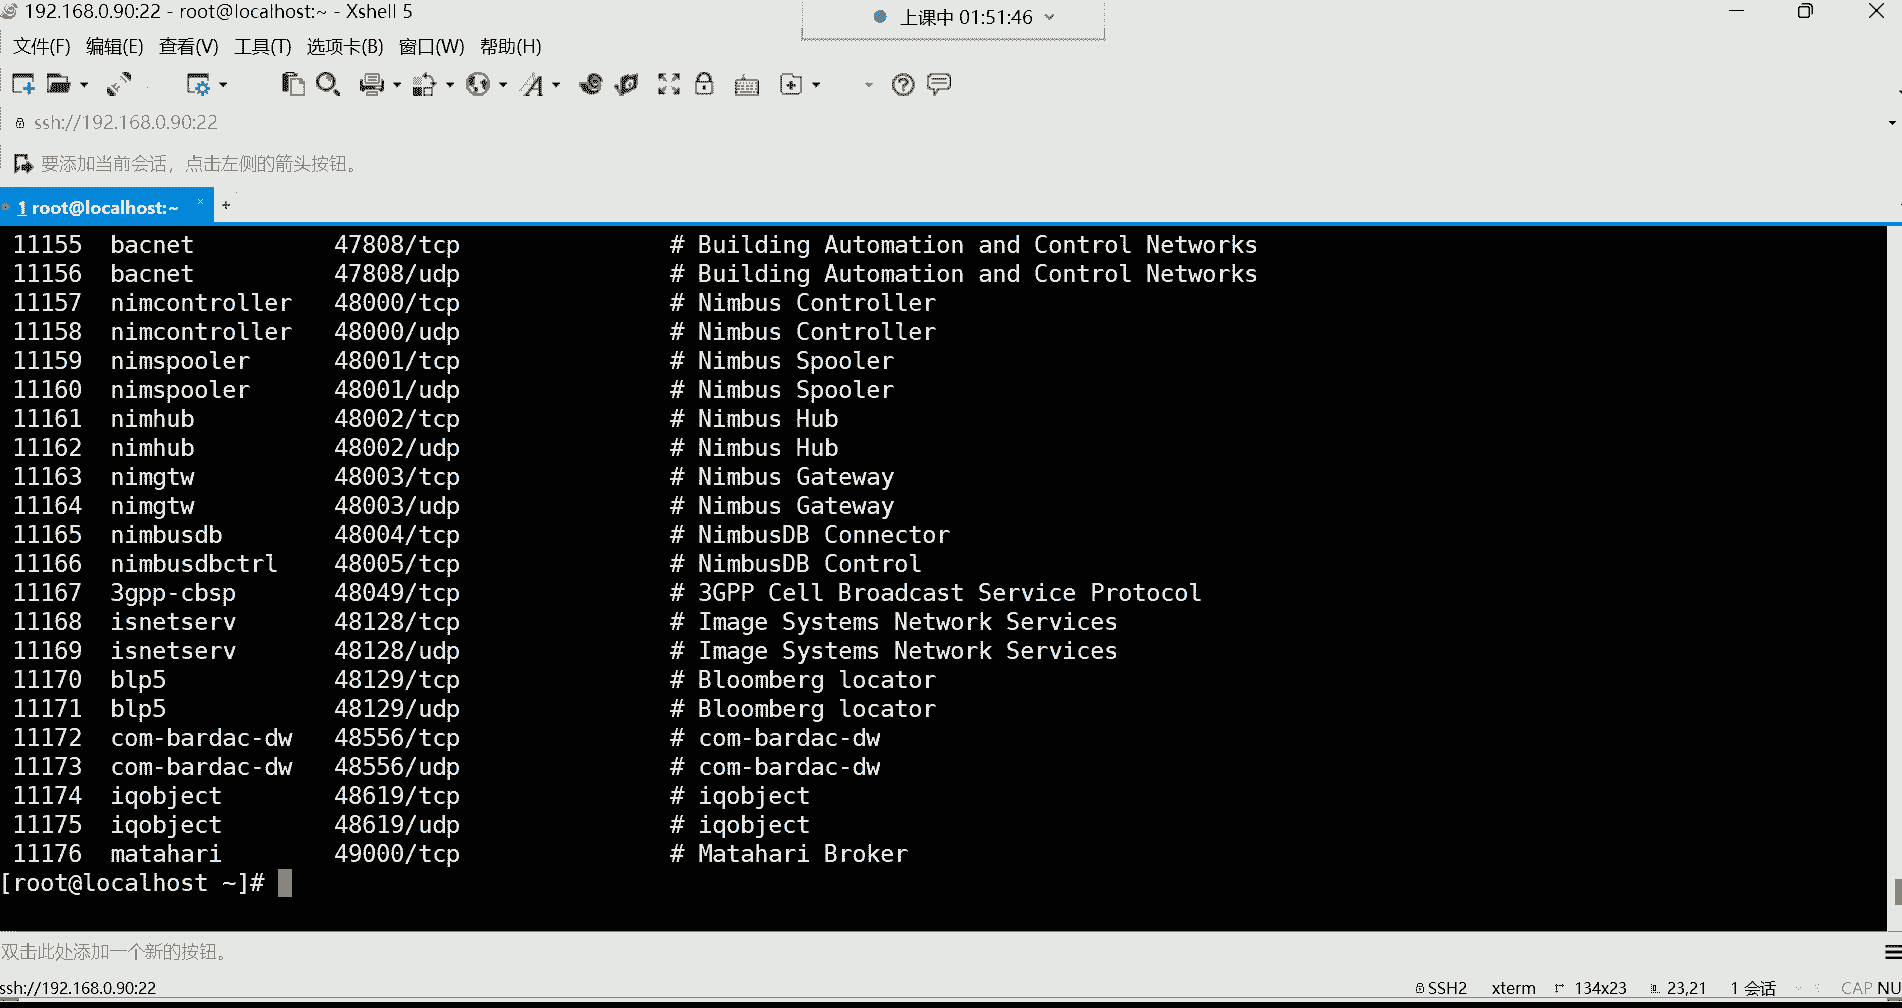 192.168.0.90:22 - root@localhost:~ - Xshell 5
上课中 01:51:46
文件(F) 编辑(E) 查看(V) 工具(T) 选项卡(B) 窗口(W) 帮助(H)
ssh://192.168.0.90:22
要添加当前会话，点击左侧的箭头按钮。
1 root@localhost:~ × +
11155 bacnet 47808/tcp # Building Automation and Control Networks
11156 bacnet 47808/udp # Building Automation and Control Networks
11157 nimcontroller 48000/tcp # Nimbus Controller
11158 nimcontroller 48000/udp # Nimbus Controller
11159 nimspooler 48001/tcp # Nimbus Spooler
11160 nimspooler 48001/udp # Nimbus Spooler
11161 nimhub 48002/tcp # Nimbus Hub
11162 nimhub 48002/udp # Nimbus Hub
11163 nimgtw 48003/tcp # Nimbus Gateway
11164 nimgtw 48003/udp # Nimbus Gateway
11165 nimbusdb 48004/tcp # NimbusDB Connector
11166 nimbusdbctrl 48005/tcp # NimbusDB Control
11167 3gpp-cbsp 48049/tcp # 3GPP Cell Broadcast Service Protocol
11168 isnetserv 48128/tcp # Image Systems Network Services
11169 isnetserv 48128/udp # Image Systems Network Services
11170 blp5 48129/tcp # Bloomberg locator
11171 blp5 48129/udp # Bloomberg locator
11172 com-bardac-dw 48556/tcp # com-bardac-dw
11173 com-bardac-dw 48556/udp # com-bardac-dw
11174 iqobject 48619/tcp # iqobject
11175 iqobject 48619/udp # iqobject
11176 matahari 49000/tcp # Matahari Broker
[root@localhost ~]#
双击此处添加一个新的按钮。
ssh://192.168.0.90:22 SSH2 xterm 134x23 23,21 1 会话 CAP NU